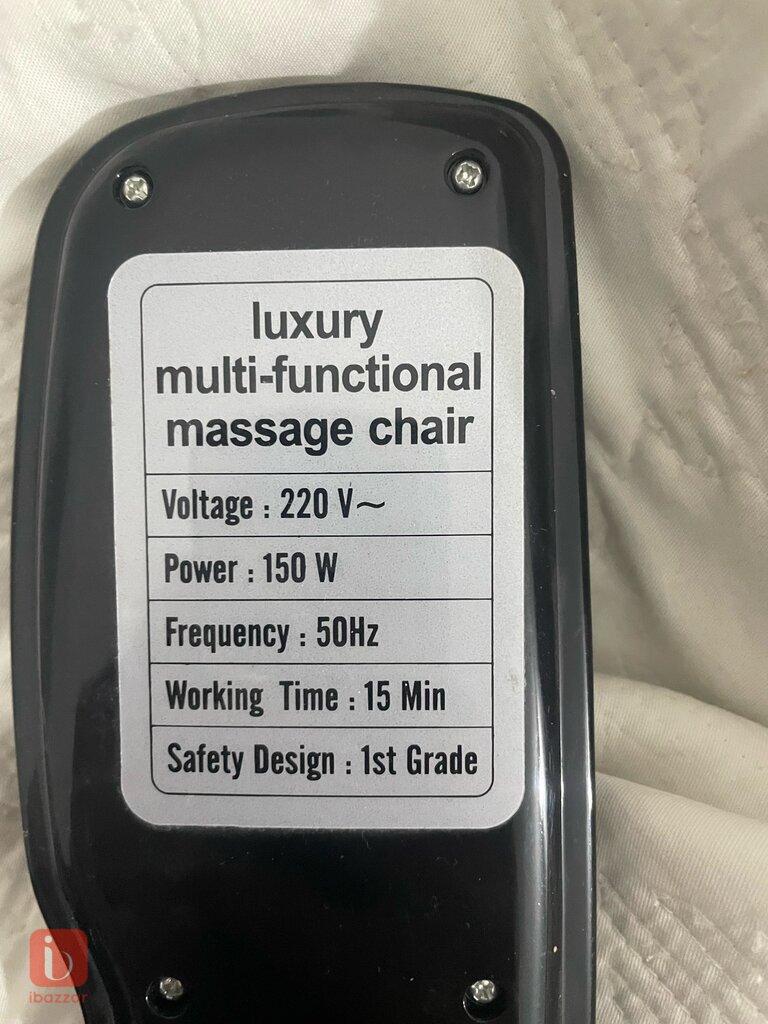 luxury
multi-functional
massage chair
Voltage : 220 V~
Power : 150 W
Frequency : 50Hz
Working Time : 15 Min
Safety Design : 1st Grade
ibazzar